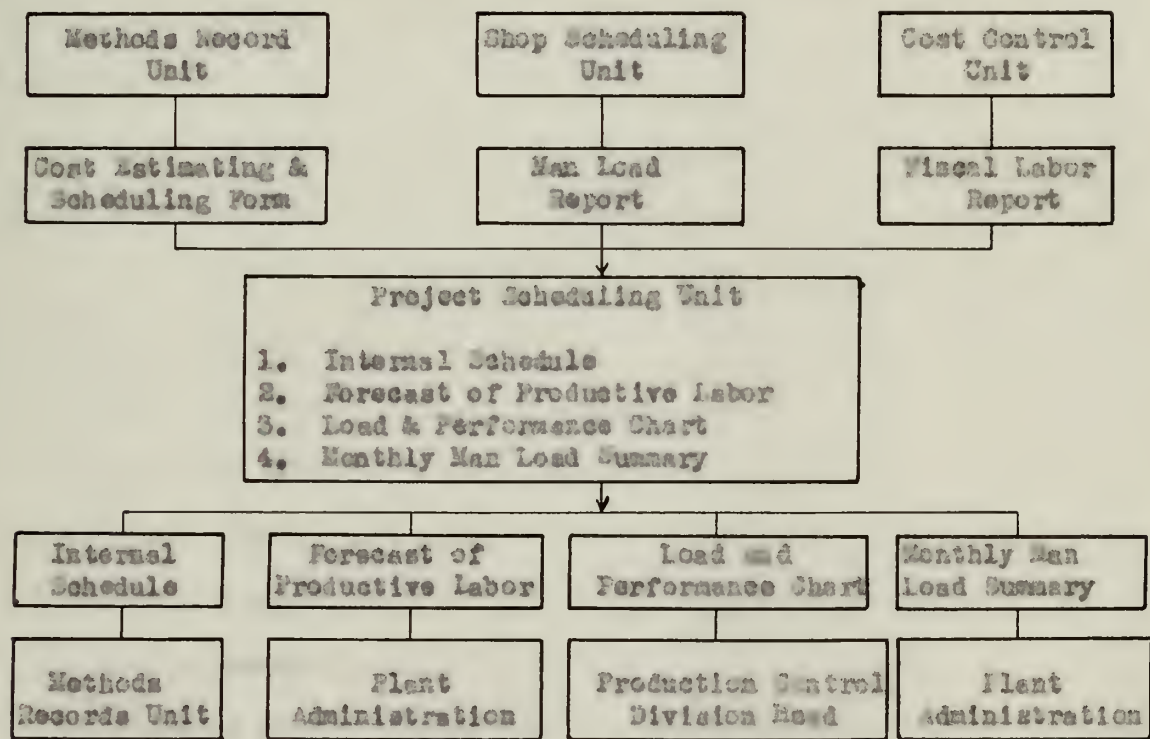 Methods Record
Unit
Shop Scheduling
Unit
Cost Control
Unit
Cost Estimating &
Scheduling Form
Man Load
Report
Fiscal Labor
Report
Project Scheduling Unit
1. Internal Schedule
2. Forecast of Productive Labor
3. Load & Performance Chart
4. Monthly Man Load Summary
Internal
Schedule
Forecast of
Productive Labor
Load and
Performance Chart
Monthly Man
Load Summary
Methods
Records Unit
Plant
Administration
Production Control
Division Head
Plant
Administration